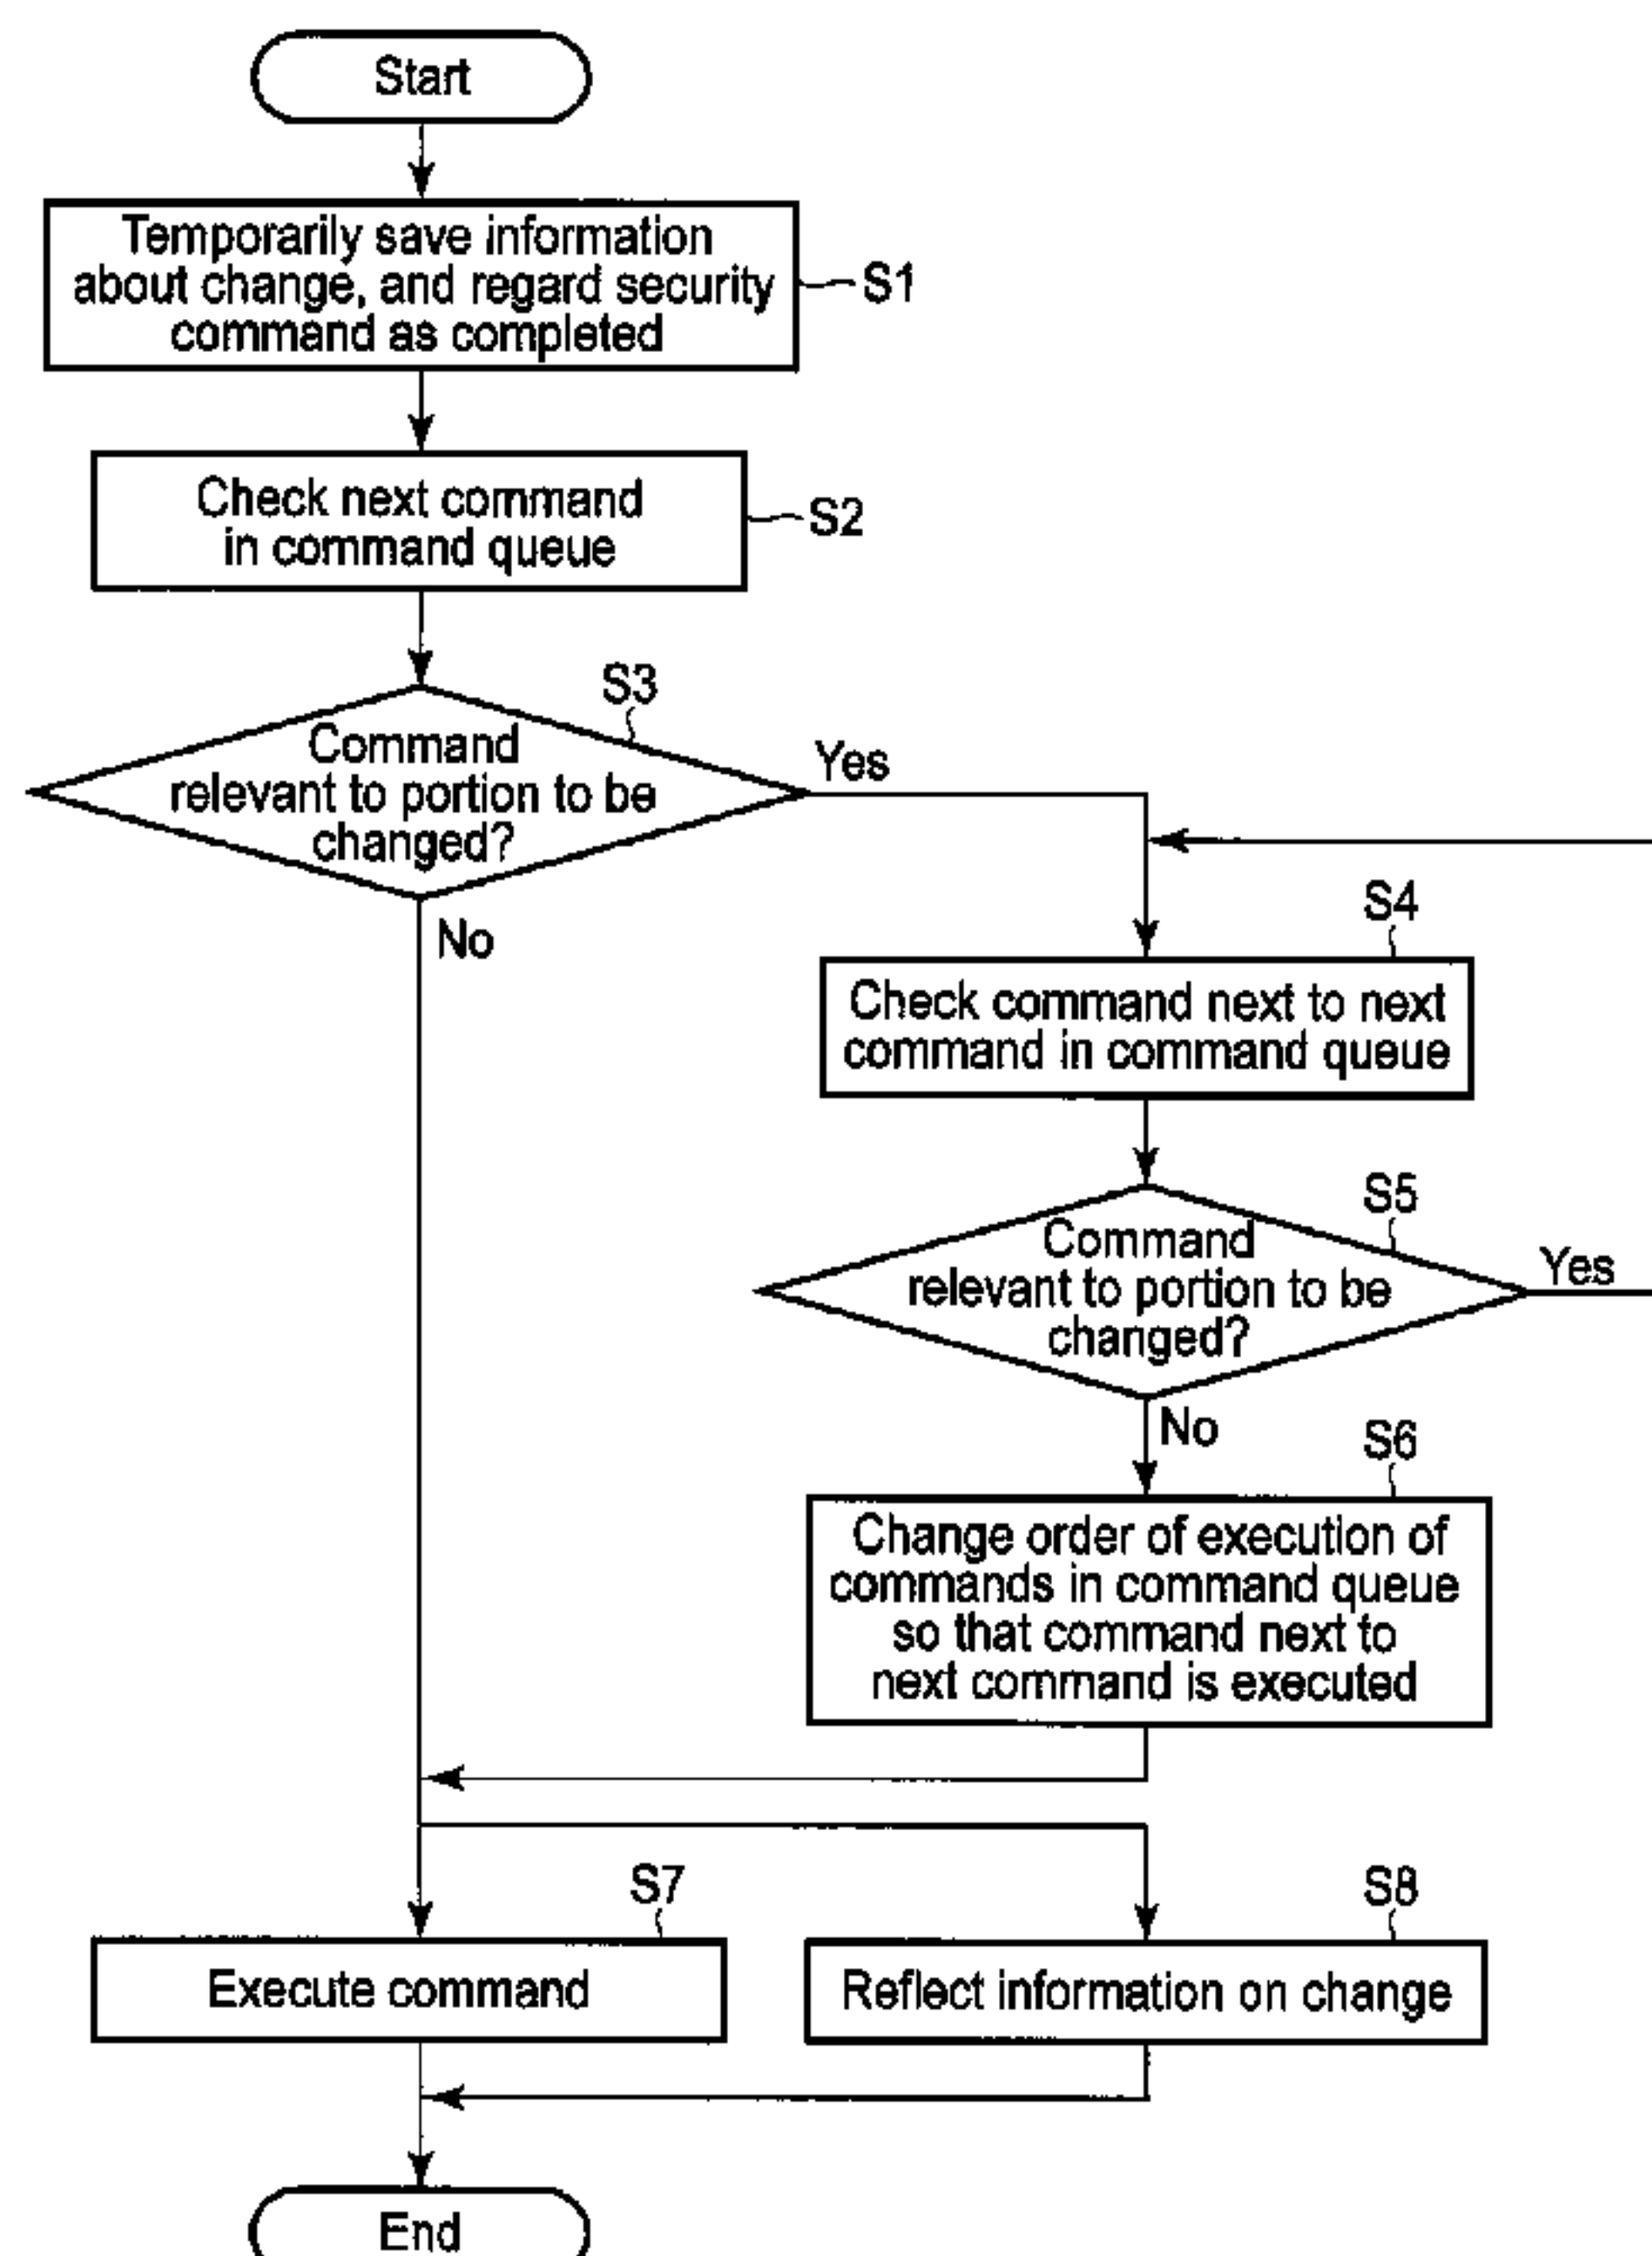 Start
Temporarily save information
about change, and regard security
command as completed
S1
Check next command
in command queue
S2
S3
Command
relevant to portion to be
changed?
Yes
No
S4
Check command next to next
command in command queue
S5
Command
relevant to portion to be
changed?
Yes
No
S6
Change order of execution of
commands in command queue
so that command next to
next command is executed
S7
Execute command
S8
Reflect information on change
End